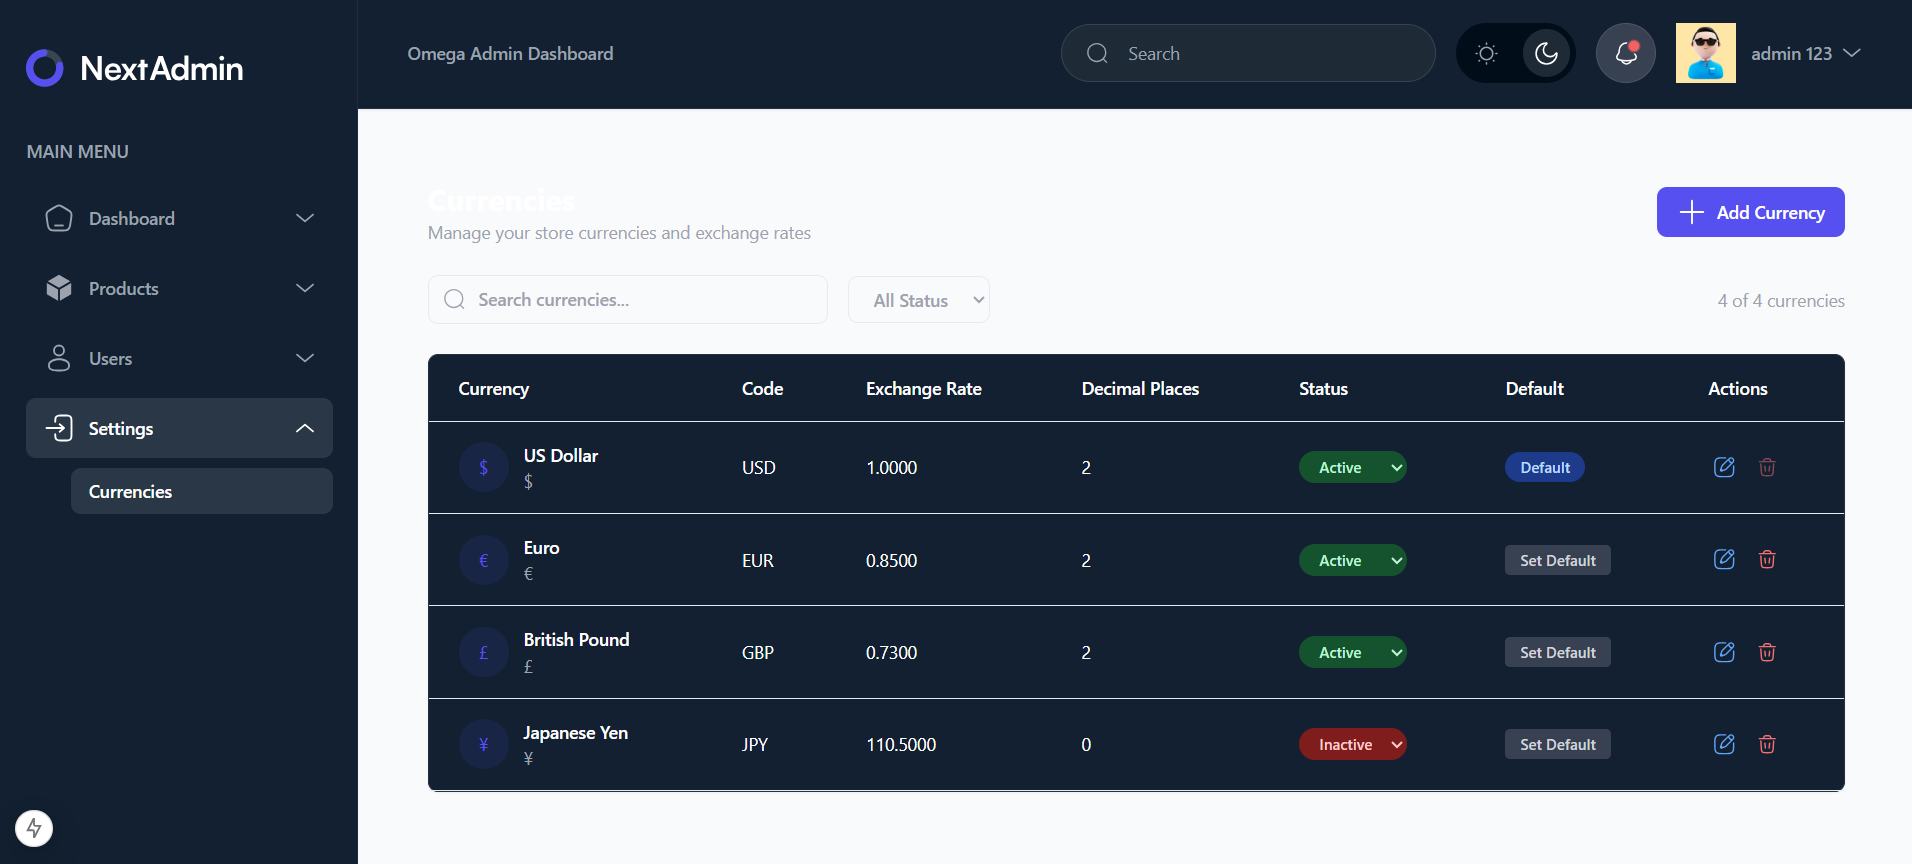 NextAdmin
Omega Admin Dashboard
Search
admin 123
MAIN MENU
Dashboard
Products
Users
Settings
Currencies
Currencies
Manage your store currencies and exchange rates
Add Currency
Search currencies...
All Status
4 of 4 currencies
Currency Code Exchange Rate Decimal Places Status Default Actions
$ US Dollar $ USD 1.0000 2 Active Default
€ Euro € EUR 0.8500 2 Active Set Default
£ British Pound £ GBP 0.7300 2 Active Set Default
¥ Japanese Yen ¥ JPY 110.5000 0 Inactive Set Default